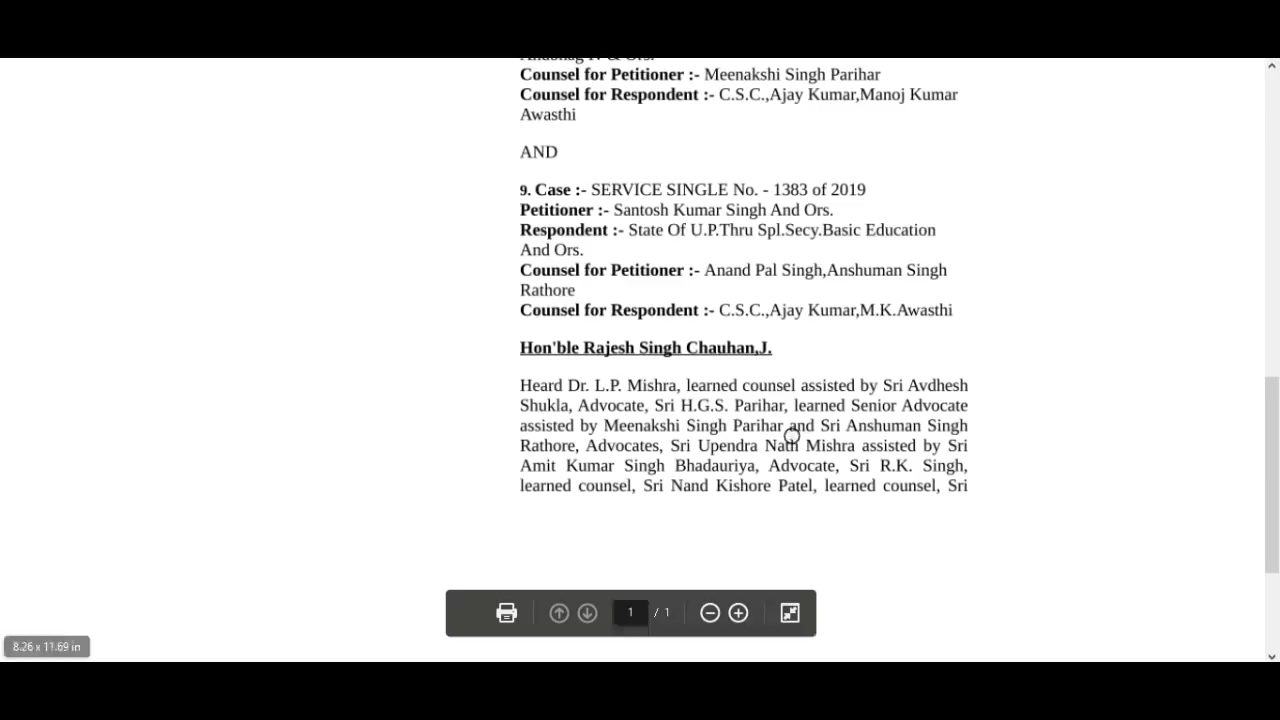 Counsel for Petitioner :- Meenakshi Singh Parihar
Counsel for Respondent :- C.S.C.,Ajay Kumar,Manoj Kumar
Awasthi
AND
9. Case :- SERVICE SINGLE No. - 1383 of 2019
Petitioner :- Santosh Kumar Singh And Ors.
Respondent :- State Of U.P.Thru Spl.Secy.Basic Education
And Ors.
Counsel for Petitioner :- Anand Pal Singh,Anshuman Singh
Rathore
Counsel for Respondent :- C.S.C.,Ajay Kumar,M.K.Awasthi
Hon'ble Rajesh Singh Chauhan,J.
Heard Dr. L.P. Mishra, learned counsel assisted by Sri Avdhesh
Shukla, Advocate, Sri H.G.S. Parihar, learned Senior Advocate
assisted by Meenakshi Singh Parihar and Sri Anshuman Singh
Rathore, Advocates, Sri Upendra Nath Mishra assisted by Sri
Amit Kumar Singh Bhadauriya, Advocate, Sri R.K. Singh,
learned counsel, Sri Nand Kishore Patel, learned counsel, Sri
1 / 1
8.26 x 11.69 in